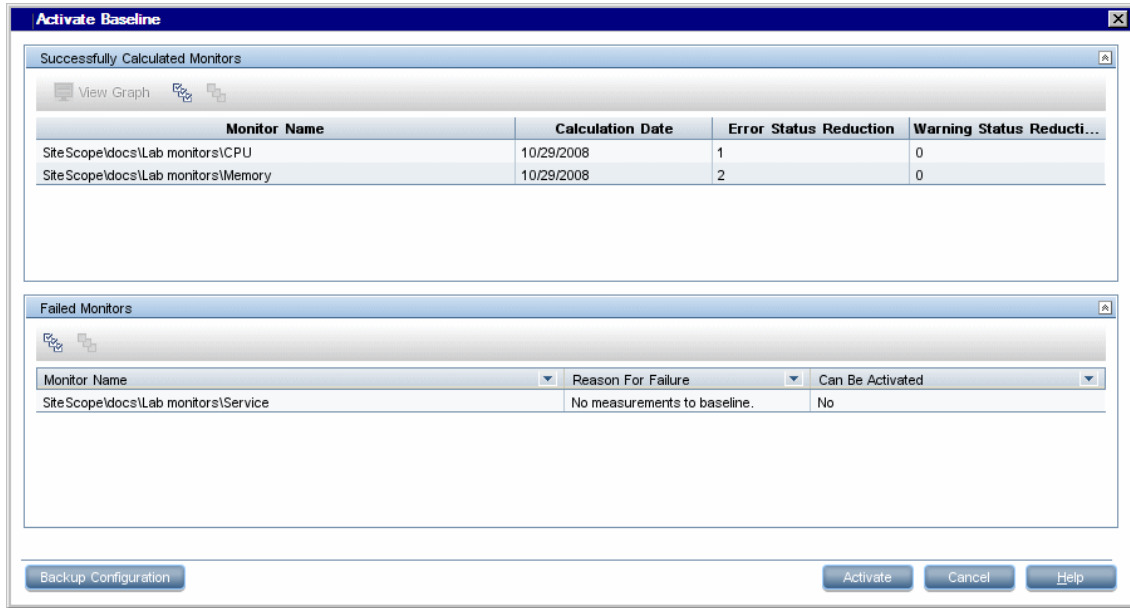 Activate Baseline
Successfully Calculated Monitors
View Graph
Monitor Name Calculation Date Error Status Reduction Warning Status Reducti...
SiteScope\docs\Lab monitors\CPU 10/29/2008 1 0
SiteScope\docs\Lab monitors\Memory 10/29/2008 2 0
Failed Monitors
Monitor Name Reason For Failure Can Be Activated
SiteScope\docs\Lab monitors\Service No measurements to baseline. No
Backup Configuration Activate Cancel Help